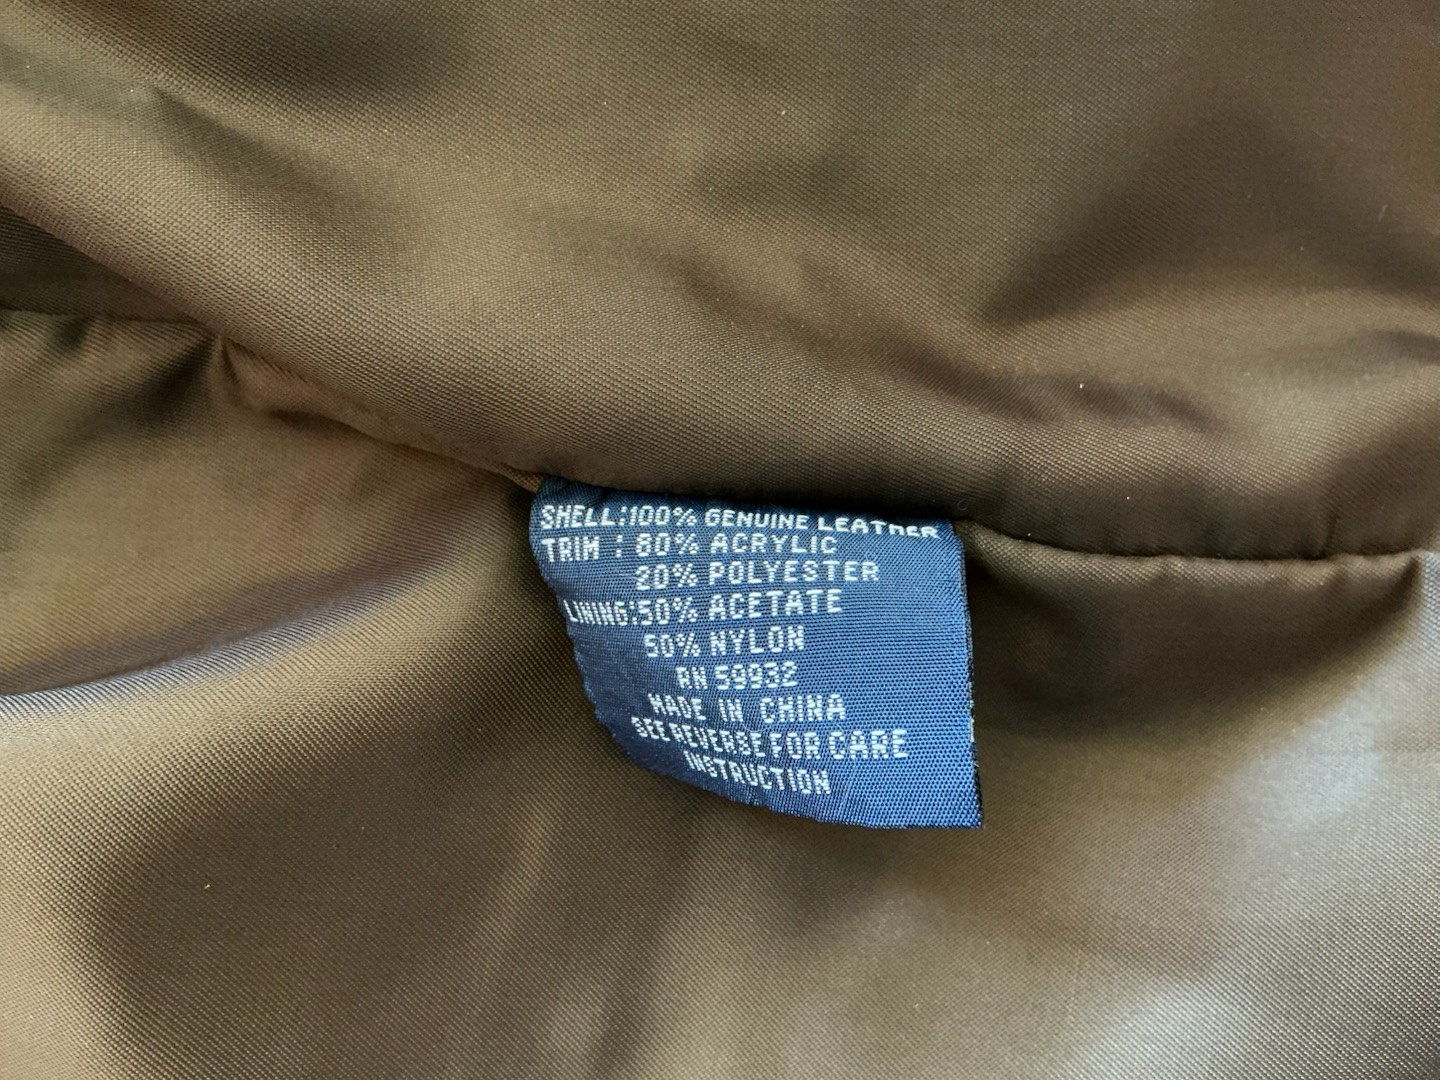 SHELL:100% GENUINE LEATHER
TRIM : 80% ACRYLIC
20% POLYESTER
LINING:50% ACETATE
50% NYLON
RN 59932
MADE IN CHINA
SEE REVERSE FOR CARE
INSTRUCTION